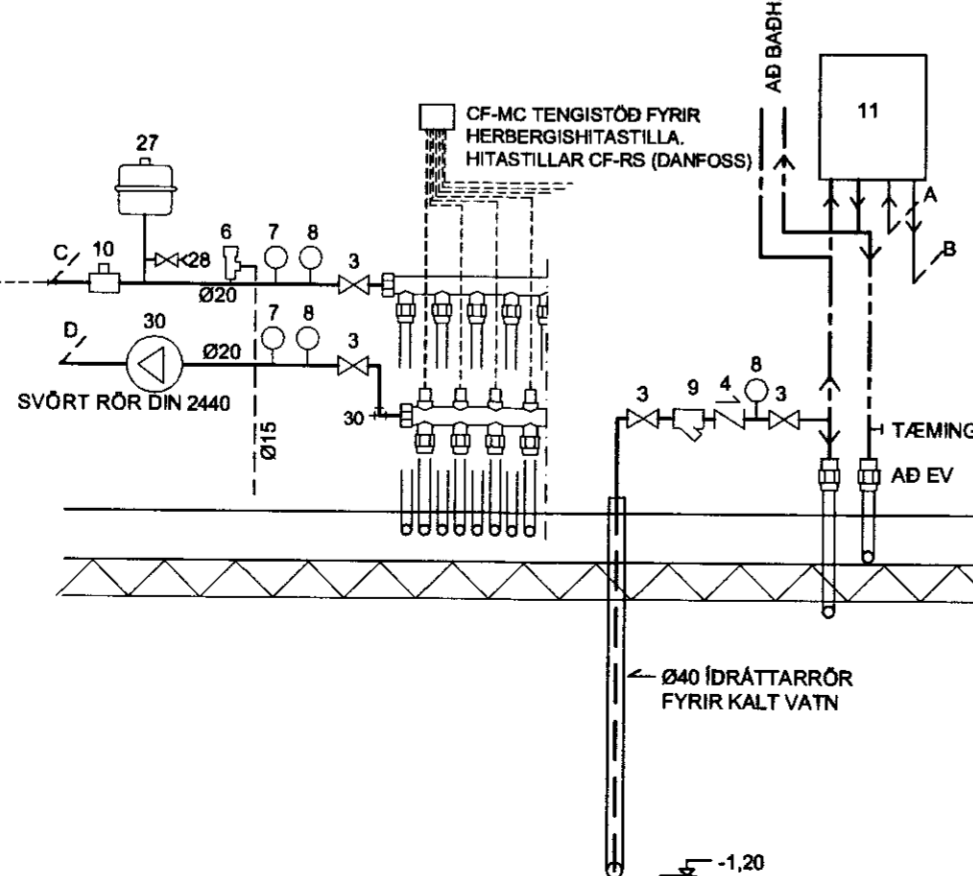 AÐ BAÐH
CF-MC TENGISTÖÐ FYRIR
HERBERGISHITASTILLA.
HITASTILLAR CF-RS (DANFOSS)
11
27
A
B
C
10
28
6
7
8
3
Ø20
D
30
Ø20
7
8
3
SVÖRT RÖR DIN 2440
30
Ø15
3
9
4
8
3
TÆMING
AÐ EV
Ø40 ÍDRÁTTARRÖR
FYRIR KALT VATN
-1,20